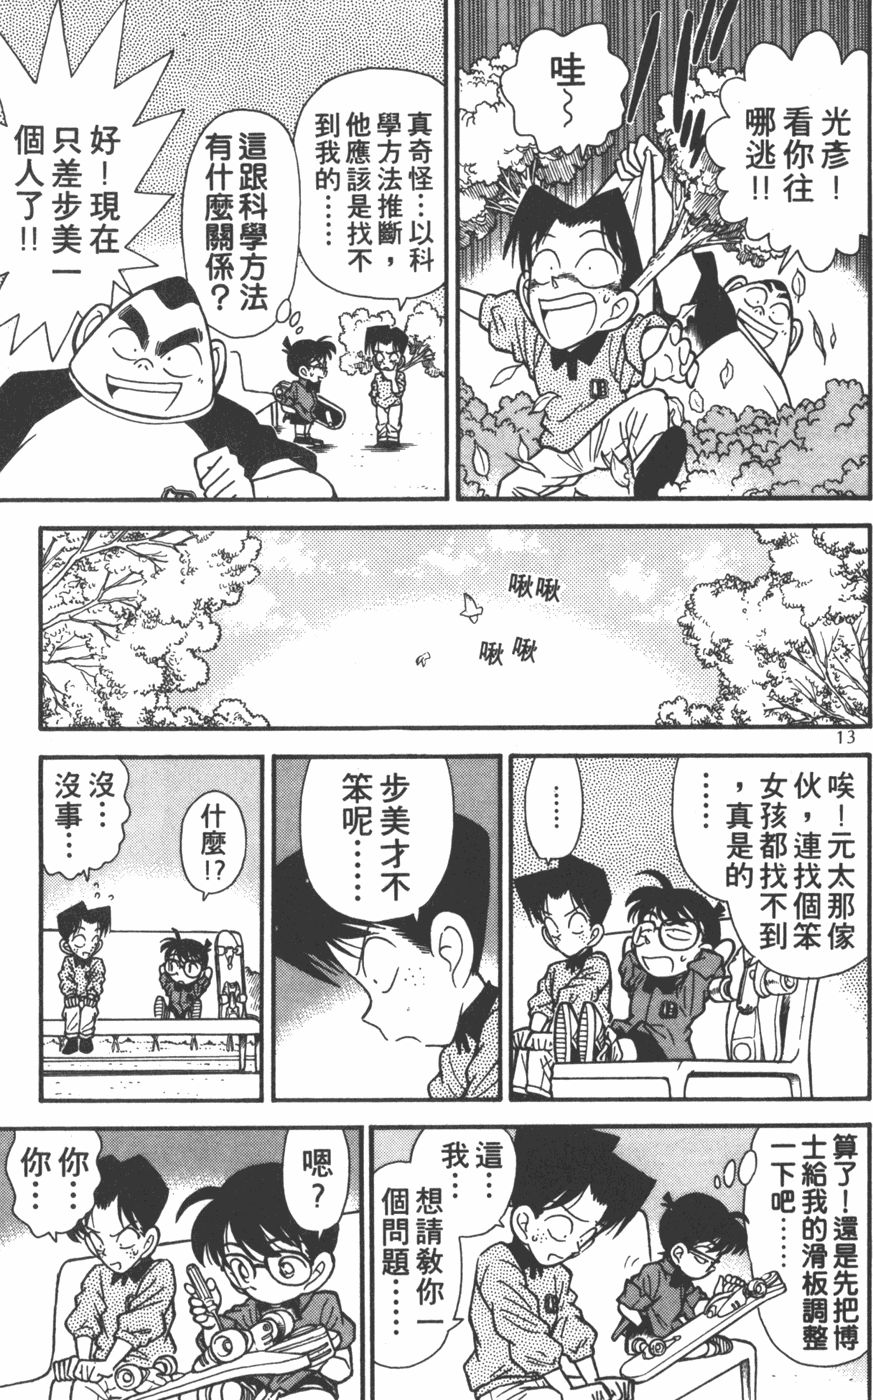 光彥！
看你往
哪逃！！
哇～
真奇怪…以科
學方法推斷，
他應該是找不
到我的……
這跟科學方法
有什麼關係？
好！現在
只差步美一
個人了！！
啾啾
啾啾
13
唉！元太那傢
伙，連找個笨
女孩都找不到
，真是的
……
……
步美才不
笨呢……
什麼！？
沒…
沒事…
算了！還是先把博
士給我的滑板調整
一下吧……
這…
我…
想請教你一
個問題……
嗯？
你…
你…